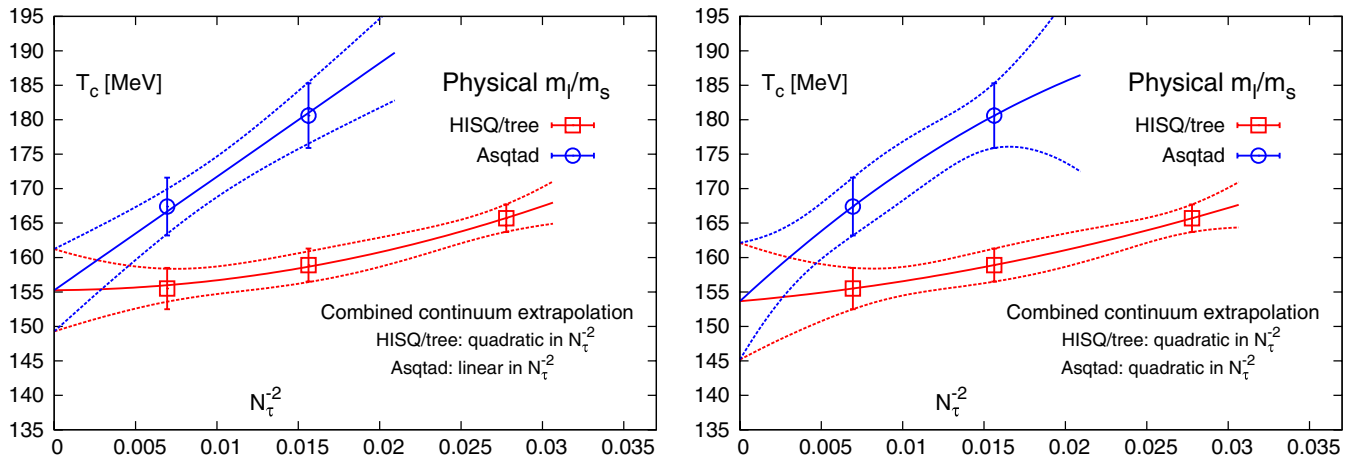 195
190
185
180
175
170
165
160
155
150
145
140
135
T_c [MeV]
Physical m_l/m_s
HISQ/tree
Asqtad
Combined continuum extrapolation
HISQ/tree: quadratic in N_τ^-2
Asqtad: linear in N_τ^-2
N_τ^-2
0 0.005 0.01 0.015 0.02 0.025 0.03 0.035
195
190
185
180
175
170
165
160
155
150
145
140
135
T_c [MeV]
Physical m_l/m_s
HISQ/tree
Asqtad
Combined continuum extrapolation
HISQ/tree: quadratic in N_τ^-2
Asqtad: quadratic in N_τ^-2
N_τ^-2
0 0.005 0.01 0.015 0.02 0.025 0.03 0.035